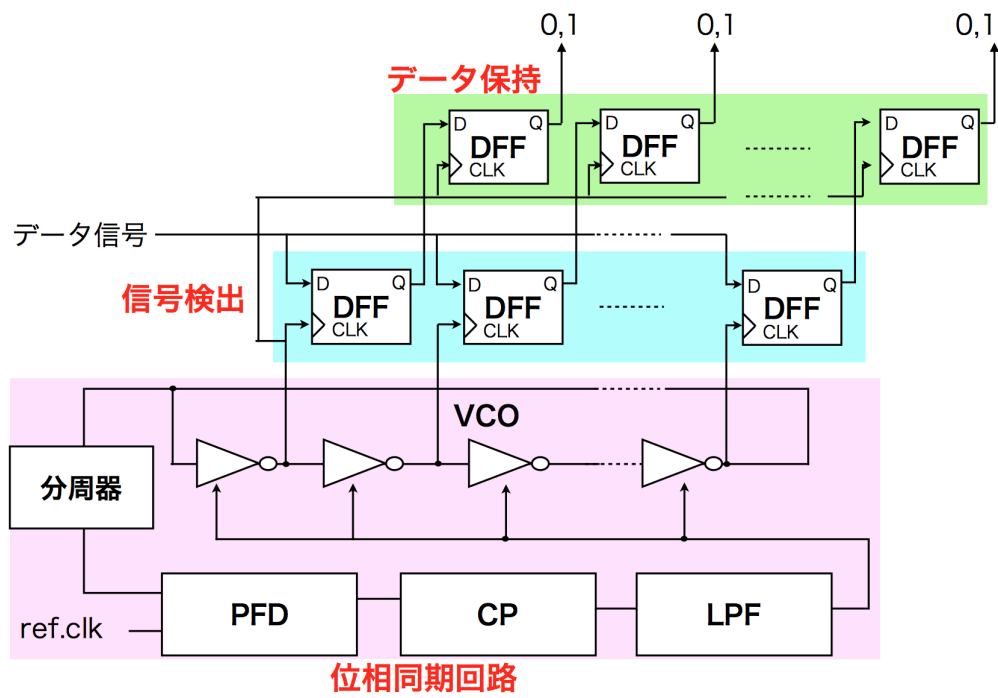 0,1
0,1
0,1
データ保持
D
Q
DFF
CLK
D
Q
DFF
CLK
D
Q
DFF
CLK
データ信号
信号検出
D
Q
DFF
CLK
D
Q
DFF
CLK
D
Q
DFF
CLK
VCO
分周器
PFD
CP
LPF
ref.clk
位相同期回路